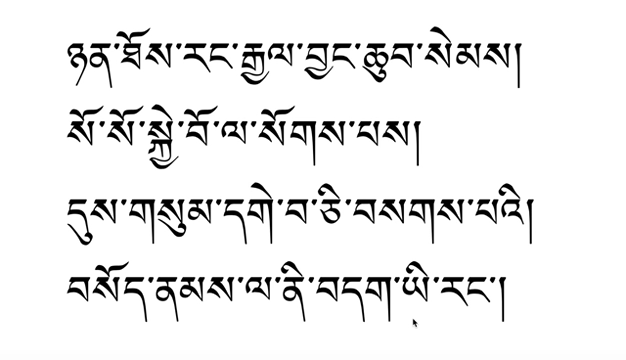 ཉན་ཐོས་རང་རྒྱལ་བྱང་ཆུབ་སེམས།
སོ་སོ་སྐྱེ་བོ་ལ་སོགས་པས།
དུས་གསུམ་དགེ་བ་ཅི་བསགས་པའི།
བསོད་ནམས་ལ་ནི་བདག་ཡི་རང་།